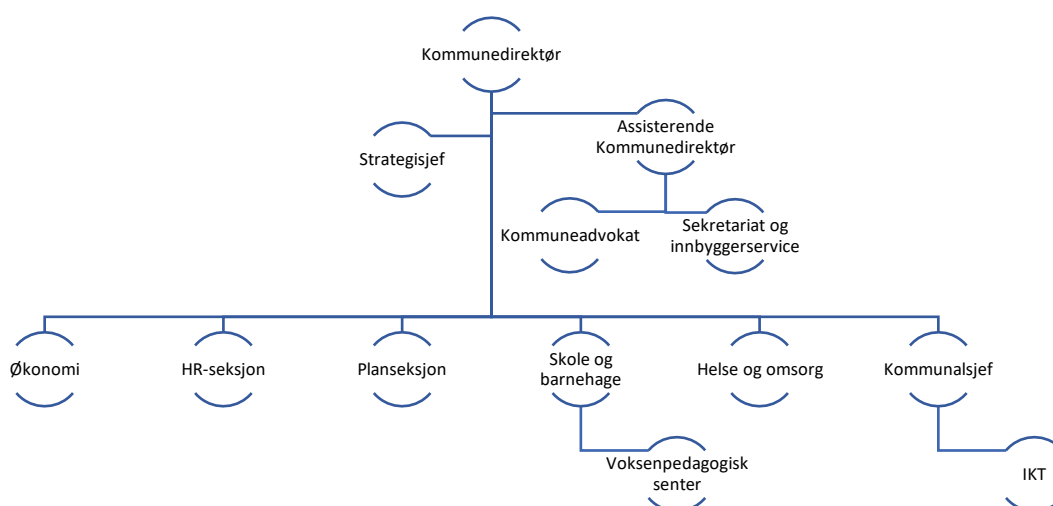 Kommunedirektør
Assisterende
Kommunedirektør
Strategisjef
Kommuneadvokat
Sekretariat og
innbyggerservice
Økonomi
HR-seksjon
Planseksjon
Skole og
barnehage
Helse og omsorg
Kommunalsjef
Voksenpedagogisk
senter
IKT